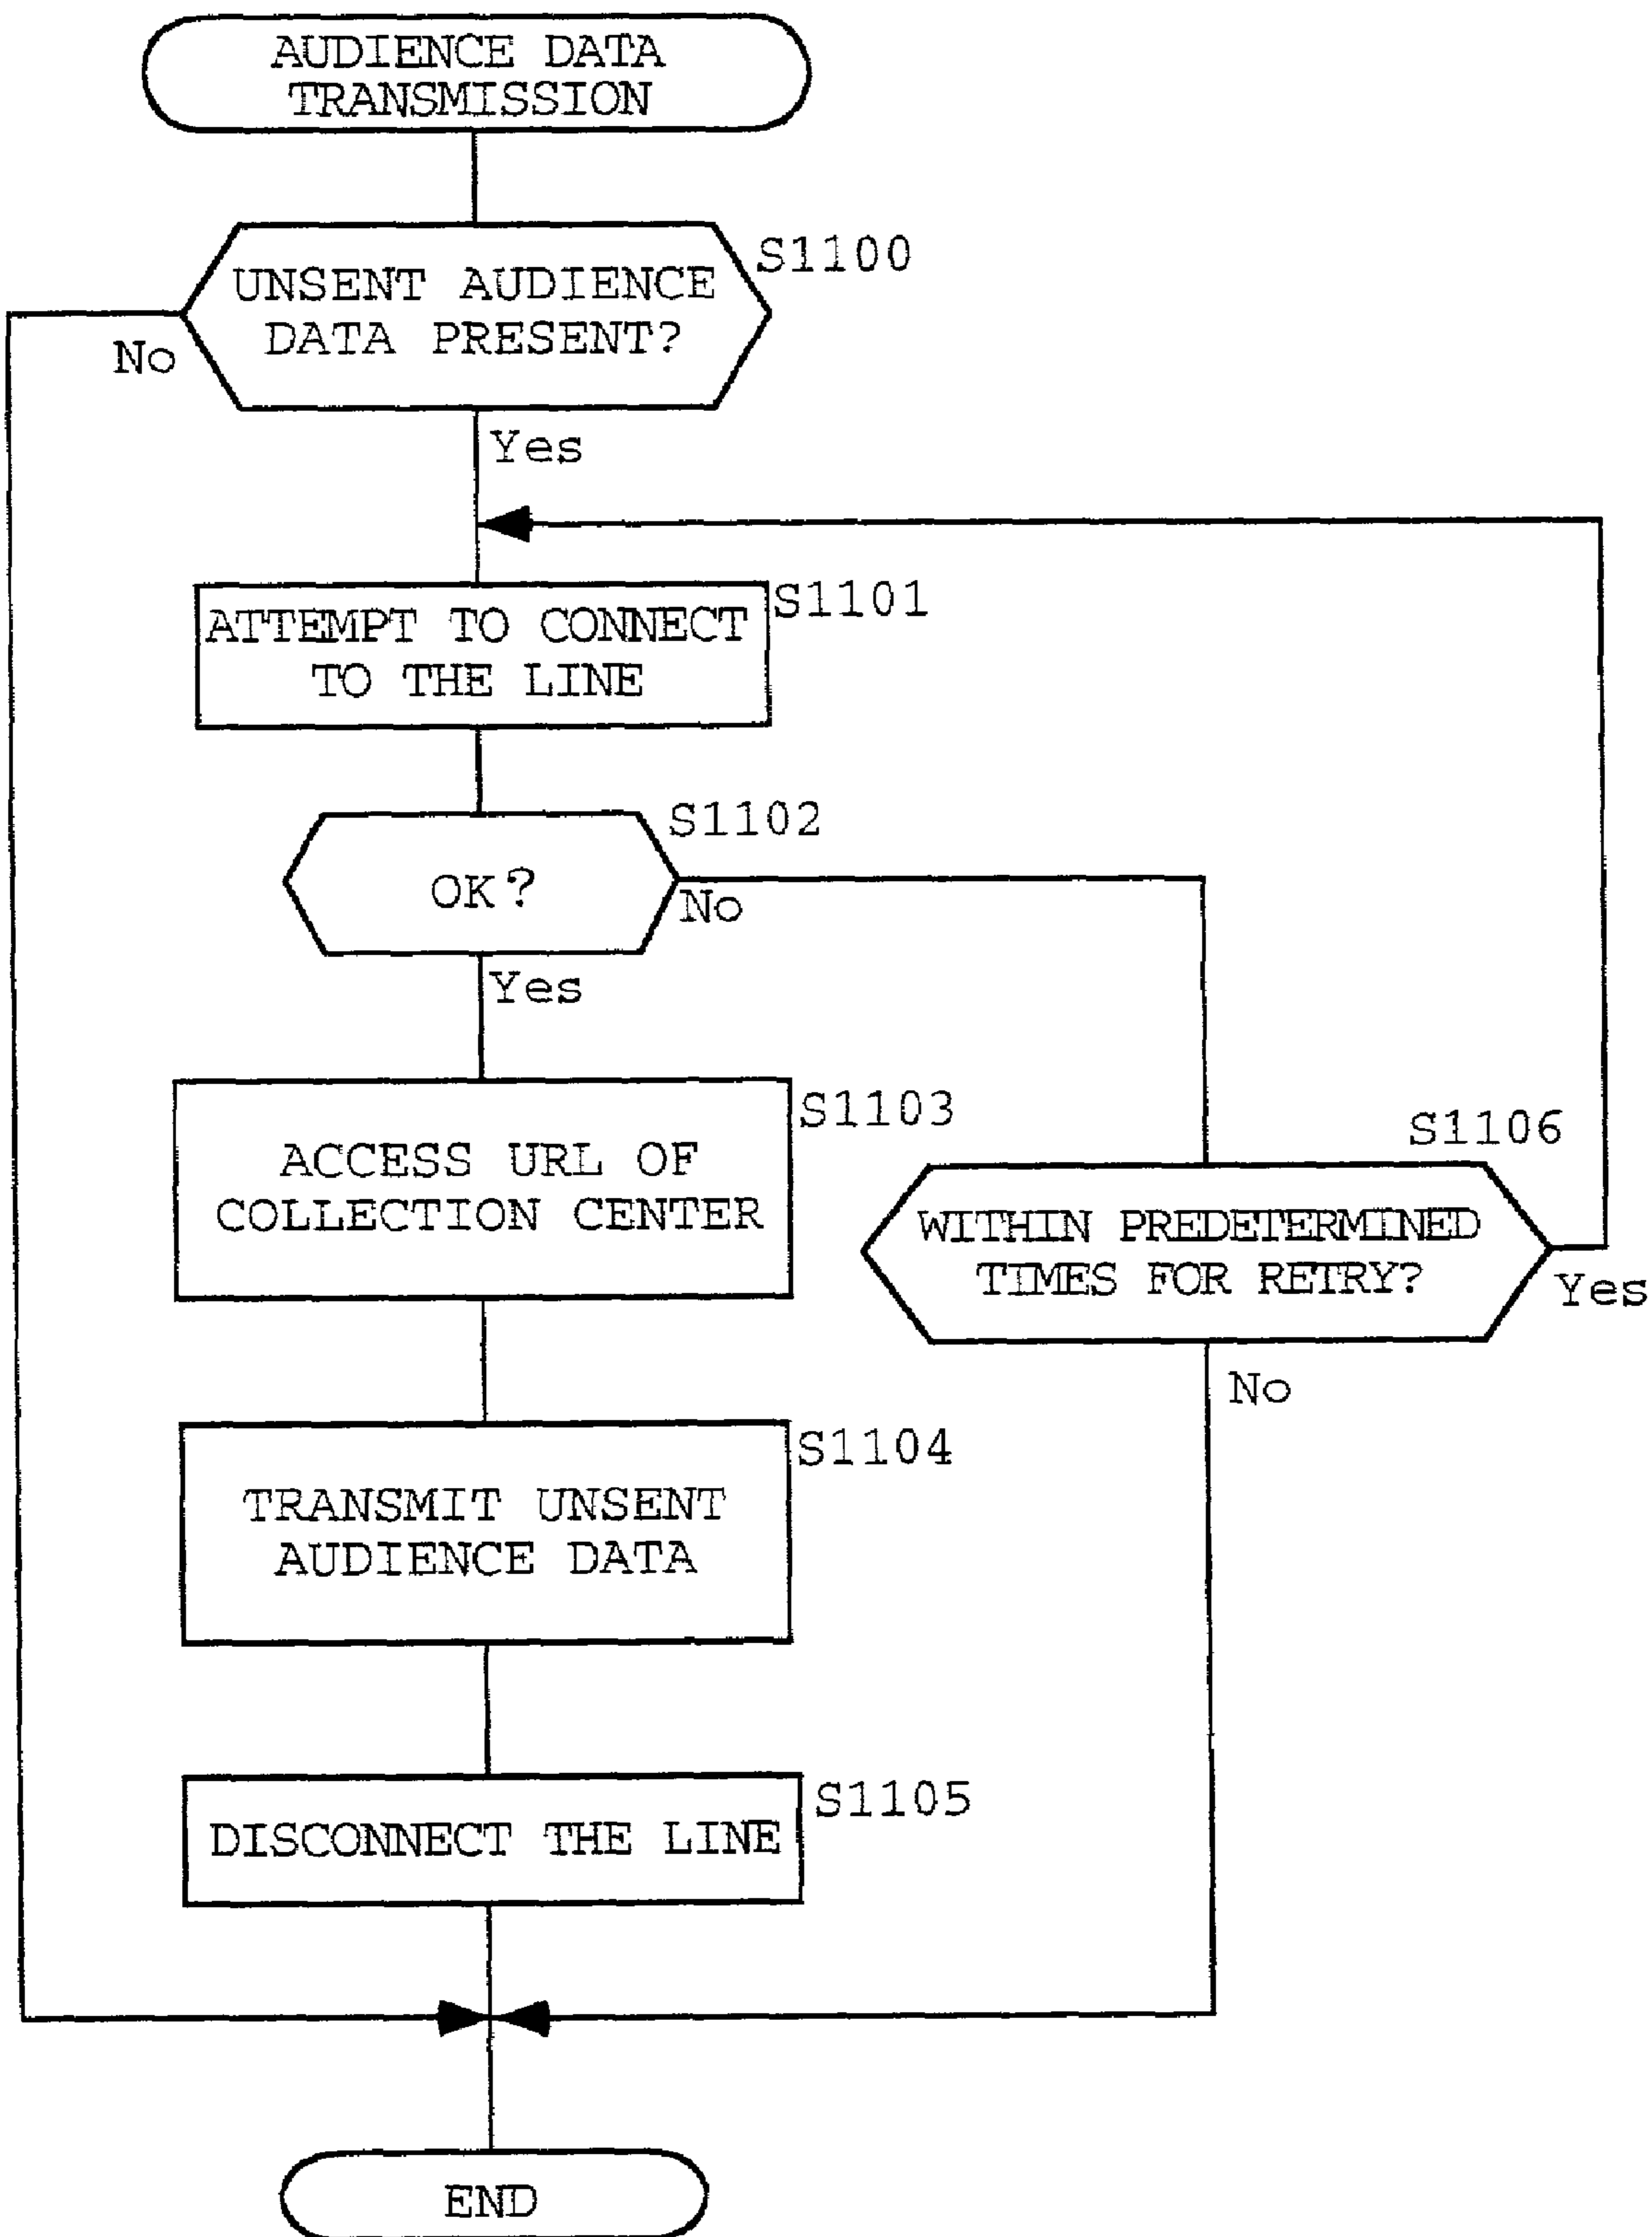 AUDIENCE DATA
TRANSMISSION
S1100
UNSENT AUDIENCE
DATA PRESENT?
No
Yes
S1101
ATTEMPT TO CONNECT
TO THE LINE
S1102
OK?
No
Yes
S1103
ACCESS URL OF
COLLECTION CENTER
S1106
WITHIN PREDETERMINED
TIMES FOR RETRY?
Yes
No
S1104
TRANSMIT UNSENT
AUDIENCE DATA
S1105
DISCONNECT THE LINE
END